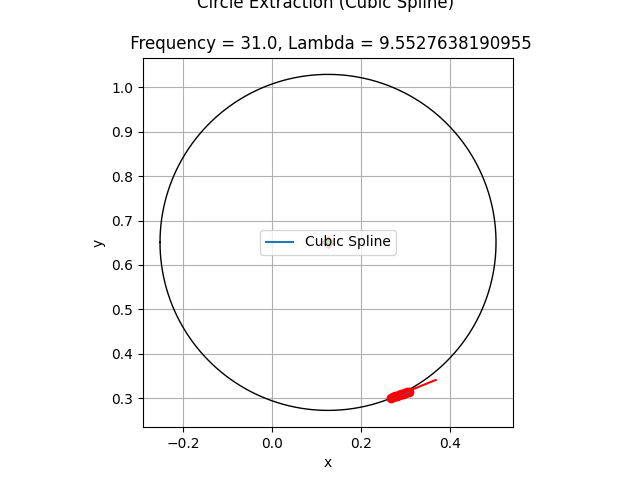 Circle Extraction (Cubic Spline)
Frequency = 31.0, Lambda = 9.5527638190955
1.0
0.9
0.8
0.7
0.6
0.5
0.4
0.3
y
Cubic Spline
−0.2 0.0 0.2 0.4
x